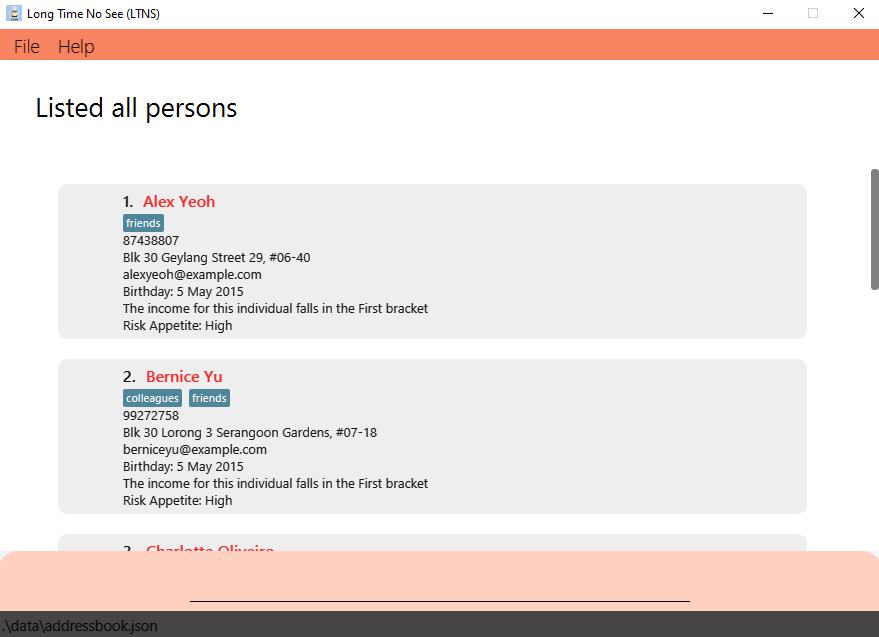 Long Time No See (LTNS)
File Help
Listed all persons
1. Alex Yeoh
friends
87438807
Blk 30 Geylang Street 29, #06-40
alexyeoh@example.com
Birthday: 5 May 2015
The income for this individual falls in the First bracket
Risk Appetite: High
2. Bernice Yu
colleagues friends
99272758
Blk 30 Lorong 3 Serangoon Gardens, #07-18
berniceyu@example.com
Birthday: 5 May 2015
The income for this individual falls in the First bracket
Risk Appetite: High
3. Charlotte Oliveiro
.\data\addressbook.json